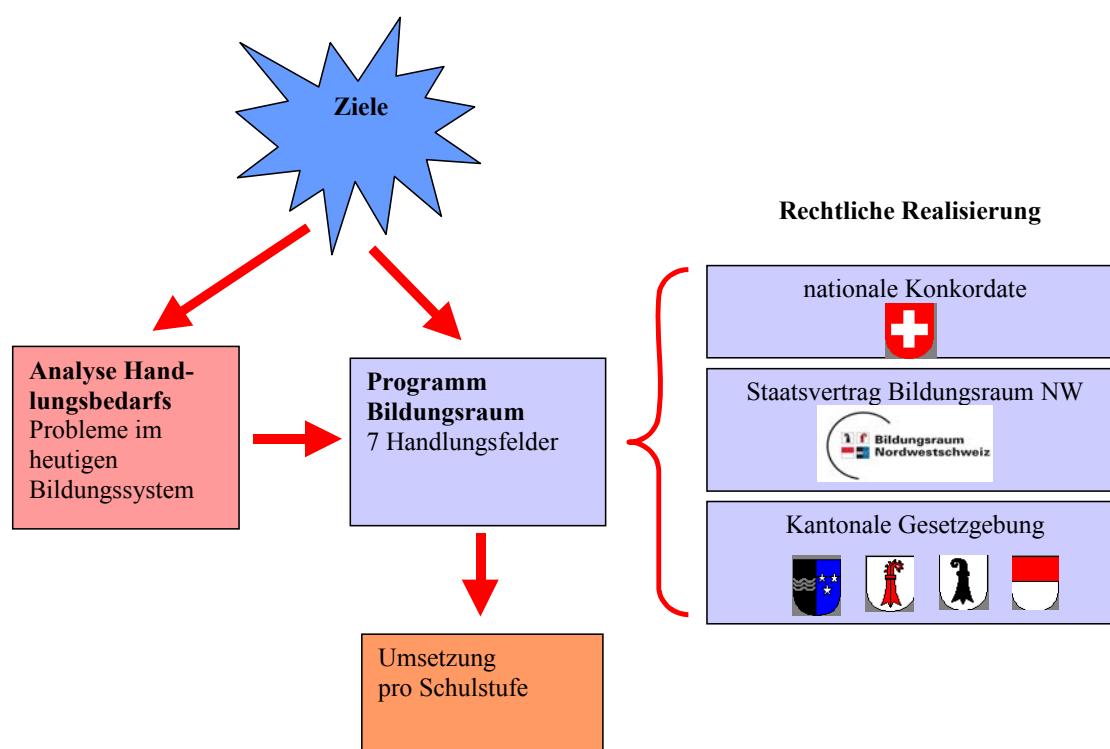 Ziele
Rechtliche Realisierung
nationale Konkordate
Analyse Hand-
lungsbedarfs
Probleme im
heutigen
Bildungssystem
Programm
Bildungsraum
7 Handlungsfelder
Staatsvertrag Bildungsraum NW
Bildungsraum
Nordwestschweiz
Kantonale Gesetzgebung
Umsetzung
pro Schulstufe